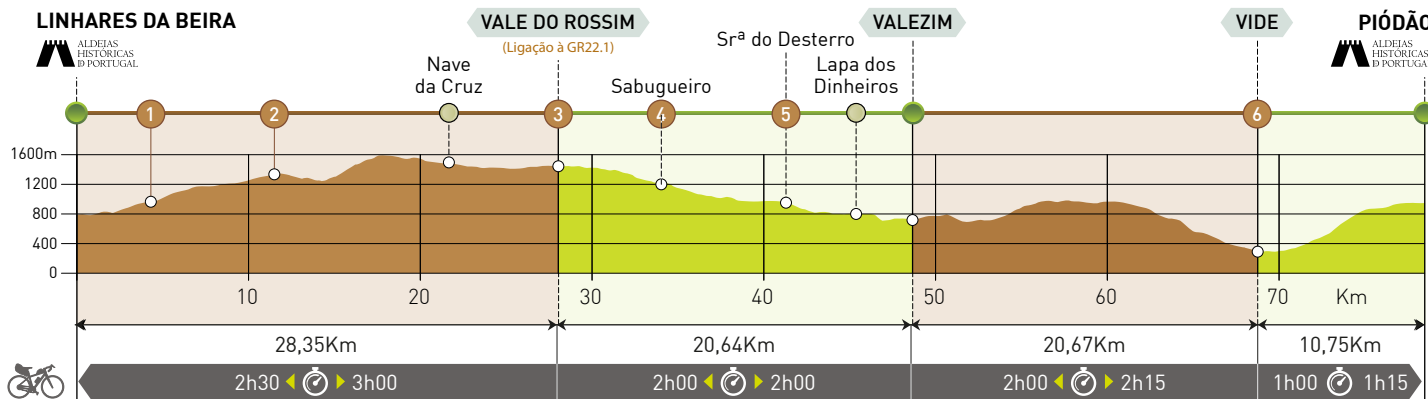 LINHARES DA BEIRA
ALDEIAS
HISTÓRICAS
D PORTUGAL
VALE DO ROSSIM
(Ligação à GR22.1)
VALEZIM
VIDE
PIÓDÃO
ALDEIAS
HISTÓRICAS
D PORTUGAL
Nave
da Cruz
Sabugueiro
Srª do Desterro
Lapa dos
Dinheiros
1 2 3 4 5 6
1600m
1200
800
400
0
10 20 30 40 50 60 70 Km
28,35Km 20,64Km 20,67Km 10,75Km
2h30 3h00 2h00 2h00 2h00 2h15 1h00 1h15